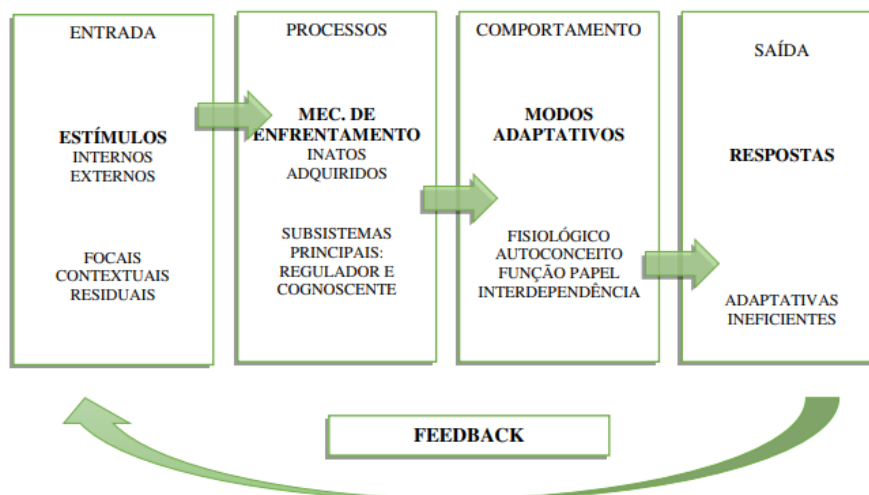 ENTRADA
ESTÍMULOS
INTERNOS
EXTERNOS
FOCAIS
CONTEXTUAIS
RESIDUAIS
PROCESSOS
MEC. DE
ENFRENTAMENTO
INATOS
ADQUIRIDOS
SUBSISTEMAS
PRINCIPAIS:
REGULADOR E
COGNOSCENTE
COMPORTAMENTO
MODOS
ADAPTATIVOS
FISIOLÓGICO
AUTOCONCEITO
FUNÇÃO PAPEL
INTERDEPENDÊNCIA
SAÍDA
RESPOSTAS
ADAPTATIVAS
INEFICIENTES
FEEDBACK